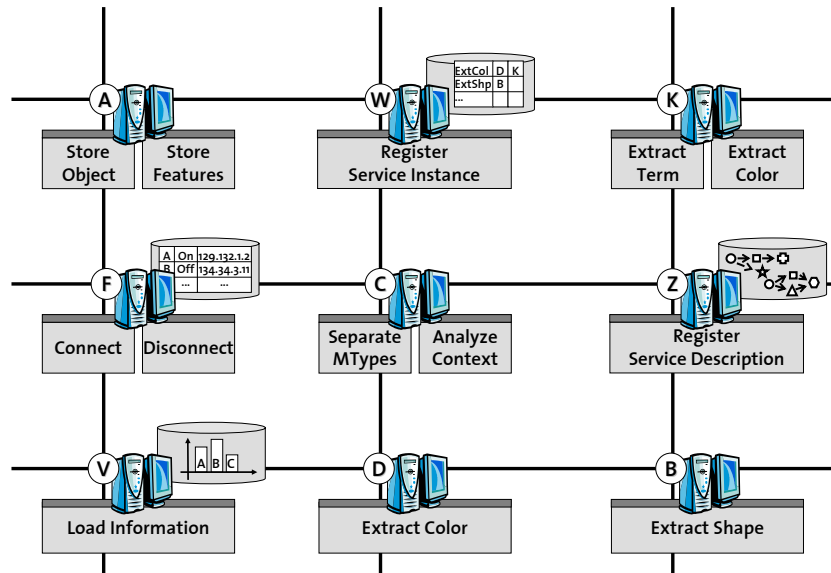 ExtCol D K
ExtShp B
...
A
W
K
Store
Object
Store
Features
Register
Service Instance
Extract
Term
Extract
Color
A On 129.132.1.2
B Off 134.34.3.11
... ...
F
C
Z
Connect
Disconnect
Separate
MTypes
Analyze
Context
Register
Service Description
A B C
V
D
B
Load Information
Extract Color
Extract Shape